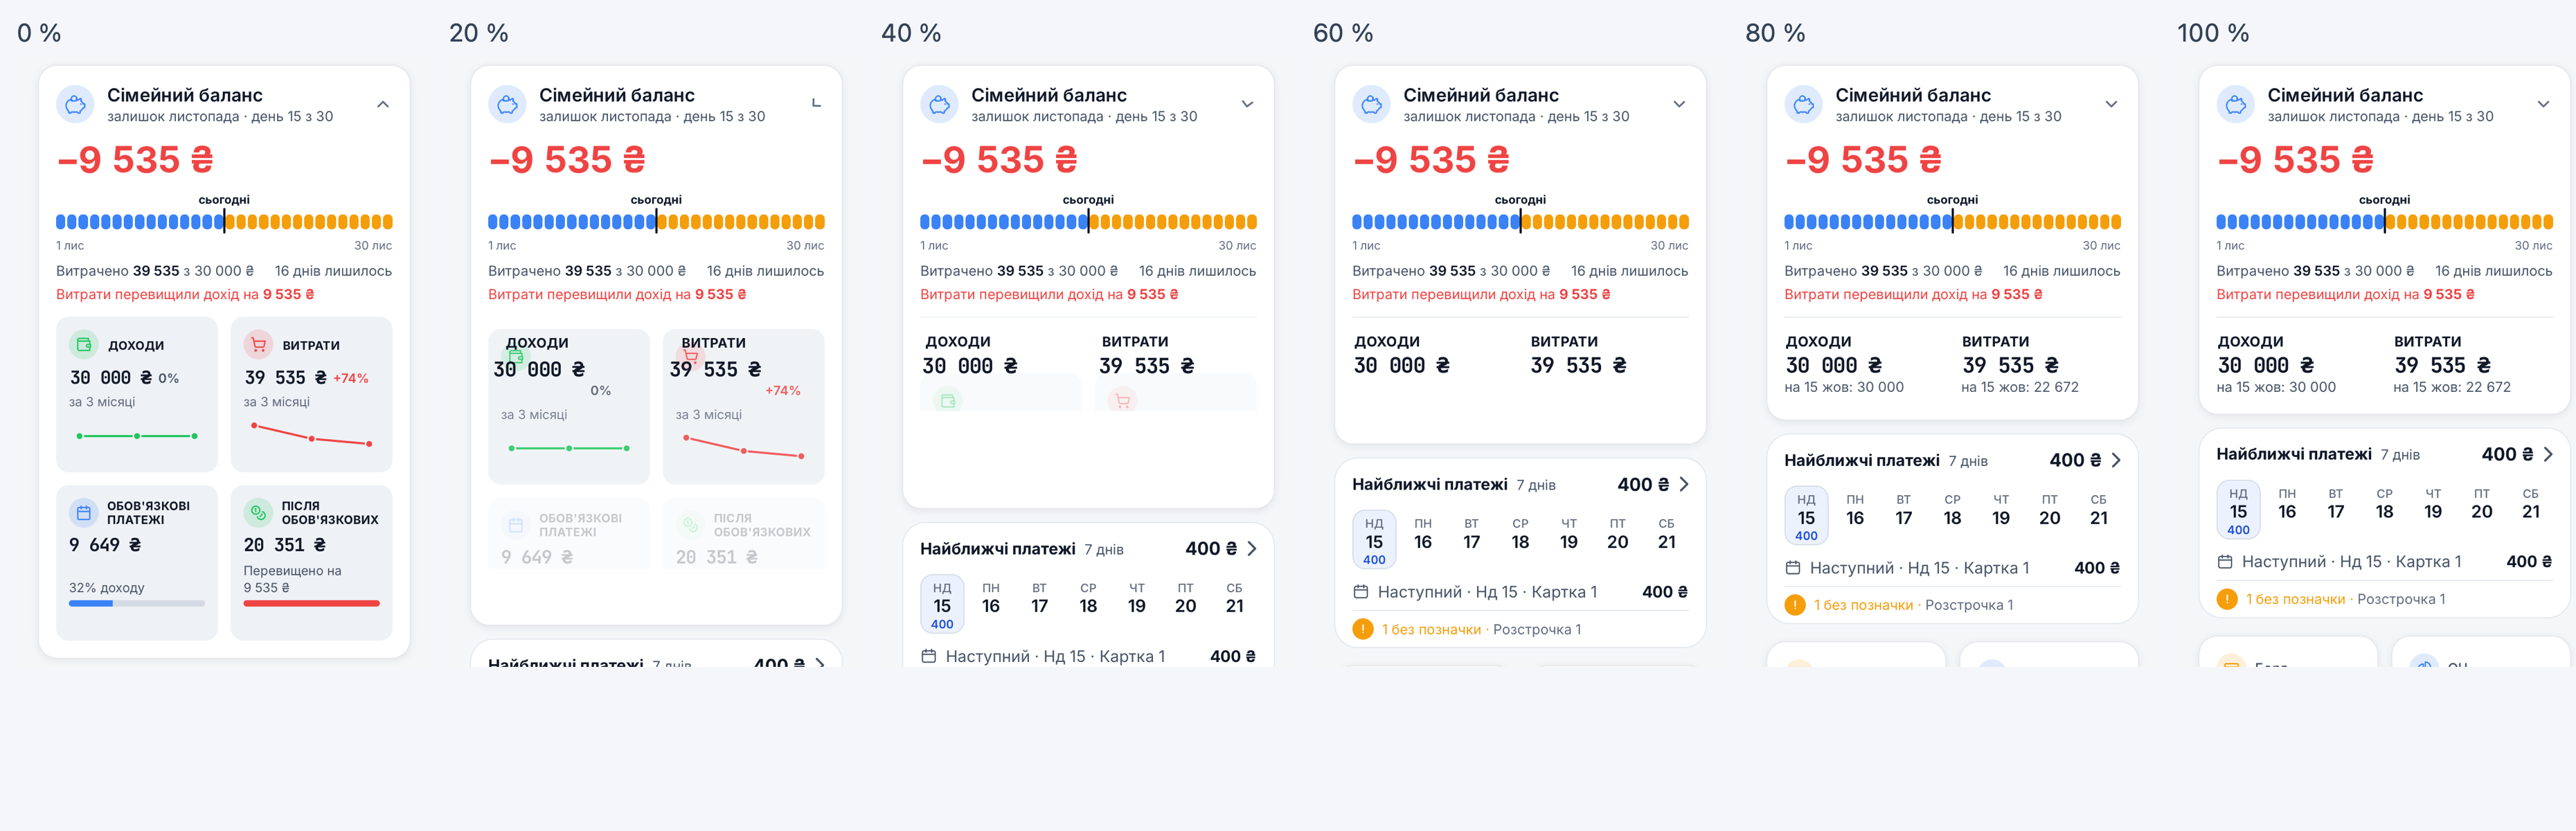 0 %
Сімейний баланс
залишок листопада · день 15 з 30
–9 535 ₴
сьогодні
1 лис 30 лис
Витрачено 39 535 з 30 000 ₴ 16 днів лишилось
Витрати перевищили дохід на 9 535 ₴
ДОХОДИ
30 000 ₴ 0%
за 3 місяці
ВИТРАТИ
39 535 ₴ +74%
за 3 місяці
ОБОВ'ЯЗКОВІ
ПЛАТЕЖІ
9 649 ₴
32% доходу
ПІСЛЯ
ОБОВ'ЯЗКОВИХ
20 351 ₴
Перевищено на
9 535 ₴
20 %
Сімейний баланс
залишок листопада · день 15 з 30
–9 535 ₴
сьогодні
1 лис 30 лис
Витрачено 39 535 з 30 000 ₴ 16 днів лишилось
Витрати перевищили дохід на 9 535 ₴
ДОХОДИ
30 000 ₴
0%
за 3 місяці
ВИТРАТИ
39 535 ₴
+74%
за 3 місяці
ОБОВ'ЯЗКОВІ
ПЛАТЕЖІ
9 649 ₴
ПІСЛЯ
ОБОВ'ЯЗКОВИХ
20 351 ₴
Найближчі платежі 7 днів 400 ₴
40 %
Сімейний баланс
залишок листопада · день 15 з 30
–9 535 ₴
сьогодні
1 лис 30 лис
Витрачено 39 535 з 30 000 ₴ 16 днів лишилось
Витрати перевищили дохід на 9 535 ₴
ДОХОДИ
30 000 ₴
ВИТРАТИ
39 535 ₴
Найближчі платежі 7 днів 400 ₴
НД ПН ВТ СР ЧТ ПТ СБ
15 16 17 18 19 20 21
400
Наступний · Нд 15 · Картка 1 400 ₴
60 %
Сімейний баланс
залишок листопада · день 15 з 30
–9 535 ₴
сьогодні
1 лис 30 лис
Витрачено 39 535 з 30 000 ₴ 16 днів лишилось
Витрати перевищили дохід на 9 535 ₴
ДОХОДИ
30 000 ₴
ВИТРАТИ
39 535 ₴
Найближчі платежі 7 днів 400 ₴
НД ПН ВТ СР ЧТ ПТ СБ
15 16 17 18 19 20 21
400
Наступний · Нд 15 · Картка 1 400 ₴
! 1 без позначки · Розстрочка 1
80 %
Сімейний баланс
залишок листопада · день 15 з 30
–9 535 ₴
сьогодні
1 лис 30 лис
Витрачено 39 535 з 30 000 ₴ 16 днів лишилось
Витрати перевищили дохід на 9 535 ₴
ДОХОДИ
30 000 ₴
на 15 жов: 30 000
ВИТРАТИ
39 535 ₴
на 15 жов: 22 672
Найближчі платежі 7 днів 400 ₴
НД ПН ВТ СР ЧТ ПТ СБ
15 16 17 18 19 20 21
400
Наступний · Нд 15 · Картка 1 400 ₴
! 1 без позначки · Розстрочка 1
100 %
Сімейний баланс
залишок листопада · день 15 з 30
–9 535 ₴
сьогодні
1 лис 30 лис
Витрачено 39 535 з 30 000 ₴ 16 днів лишилось
Витрати перевищили дохід на 9 535 ₴
ДОХОДИ
30 000 ₴
на 15 жов: 30 000
ВИТРАТИ
39 535 ₴
на 15 жов: 22 672
Найближчі платежі 7 днів 400 ₴
НД ПН ВТ СР ЧТ ПТ СБ
15 16 17 18 19 20 21
400
Наступний · Нд 15 · Картка 1 400 ₴
! 1 без позначки · Розстрочка 1